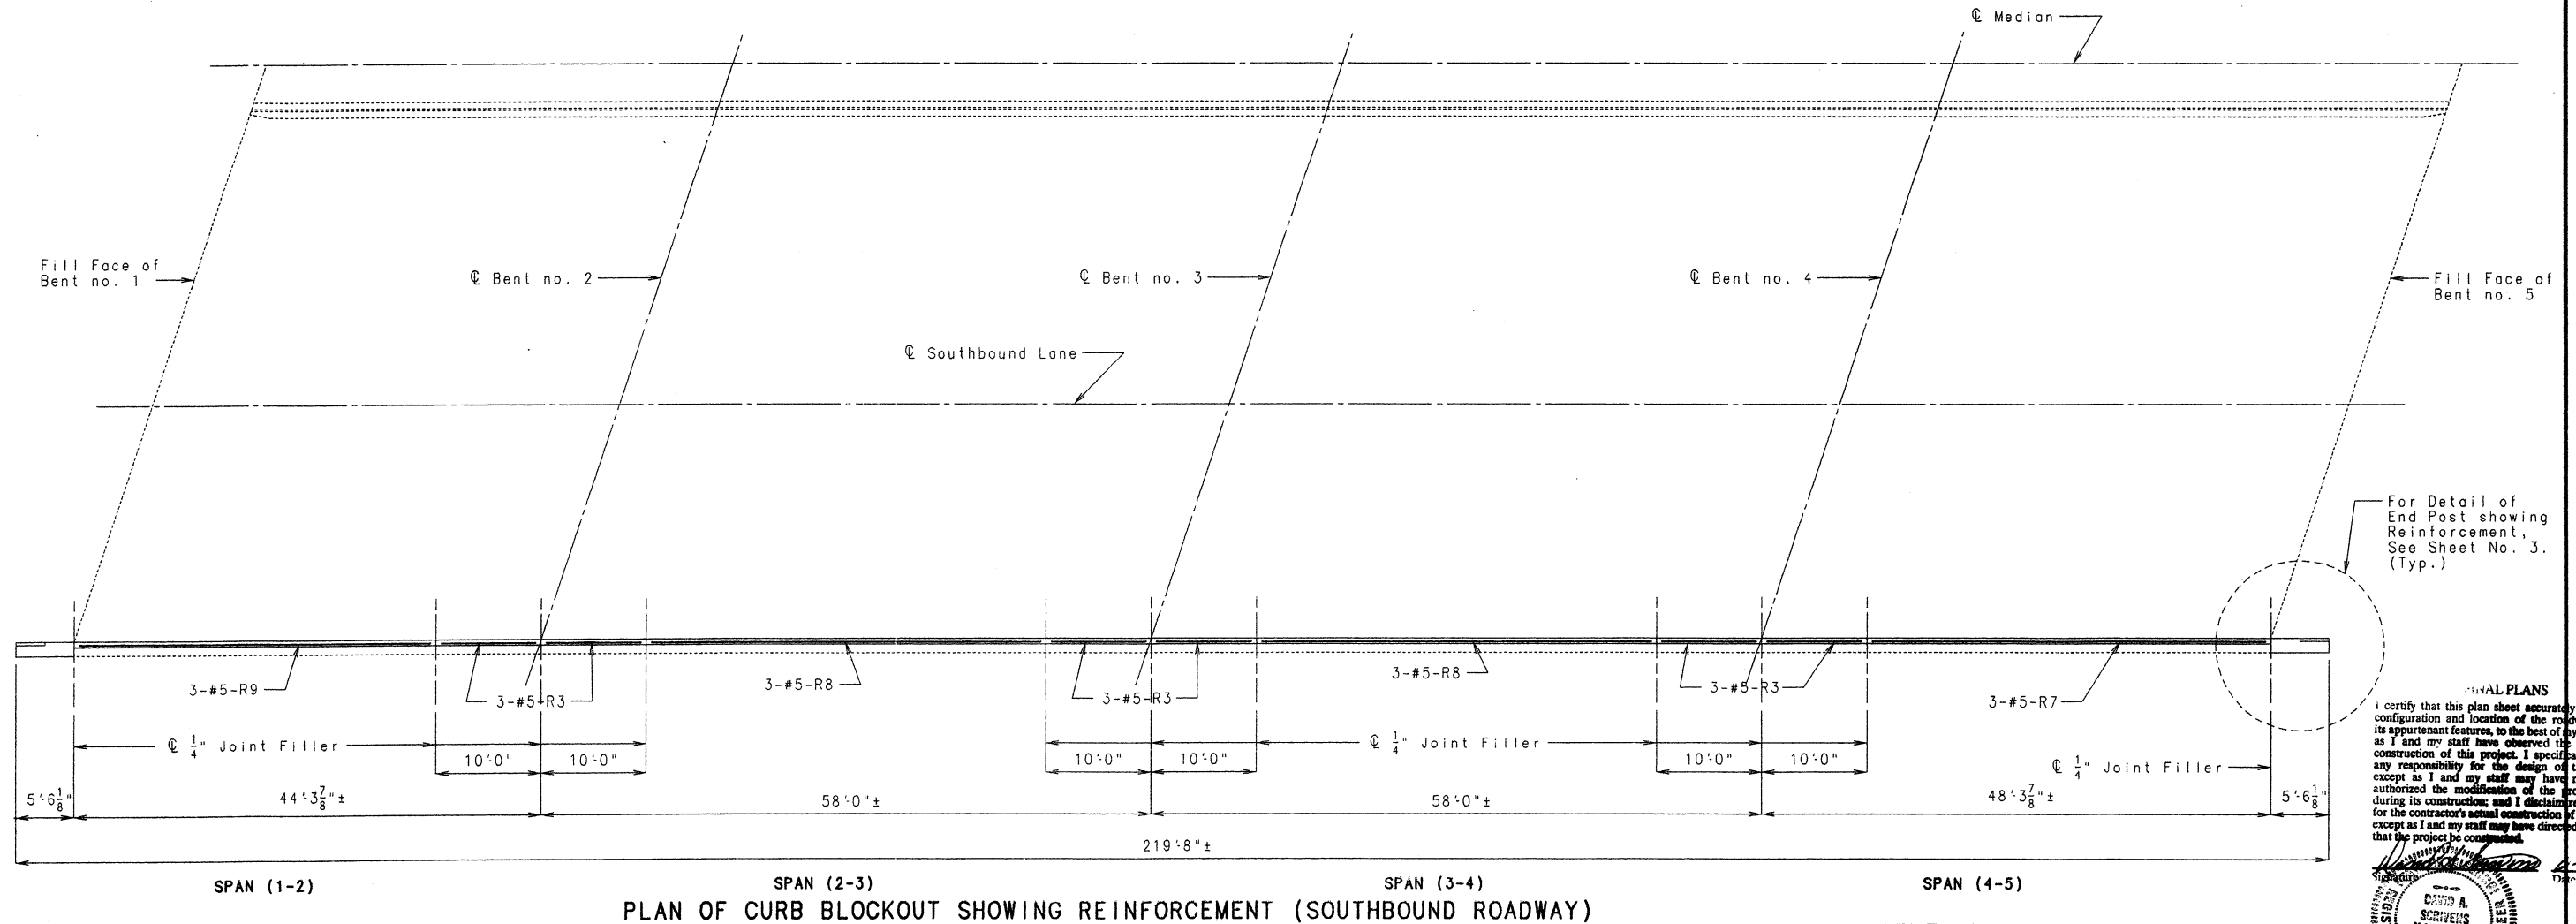 ℄ Median
Fill Face of
Bent no. 1
℄ Bent no. 2
℄ Bent no. 3
℄ Bent no. 4
Fill Face of
Bent no. 5
℄ Southbound Lane
For Detail of
End Post showing
Reinforcement,
See Sheet No. 3.
(Typ.)
3-#5-R9
3-#5-R3
3-#5-R8
3-#5-R3
3-#5-R8
3-#5-R3
3-#5-R7
℄ 1/4" Joint Filler
10'-0"
10'-0"
10'-0"
10'-0"
℄ 1/4" Joint Filler
10'-0"
10'-0"
℄ 1/4" Joint Filler
5'-6 1/8"
44'-3 7/8"±
58'-0"±
58'-0"±
48'-3 7/8"±
5'-6 1/8"
219'-8"±
SPAN (1-2)
SPAN (2-3)
SPAN (3-4)
SPAN (4-5)
PLAN OF CURB BLOCKOUT SHOWING REINFORCEMENT (SOUTHBOUND ROADWAY)
FINAL PLANS
I certify that this plan sheet accurately
configuration and location of the
its appurtenant features, to the best of
as I and my staff have observed the
construction of this project. I
any responsibility for the design of
except as I and my staff may have
authorized the modification of the
during its construction; and I disclaim
for the contractor's actual construction of
except as I and my staff may have directed
that the project be constructed.
Signature
DAVID A.
SCRIVENS